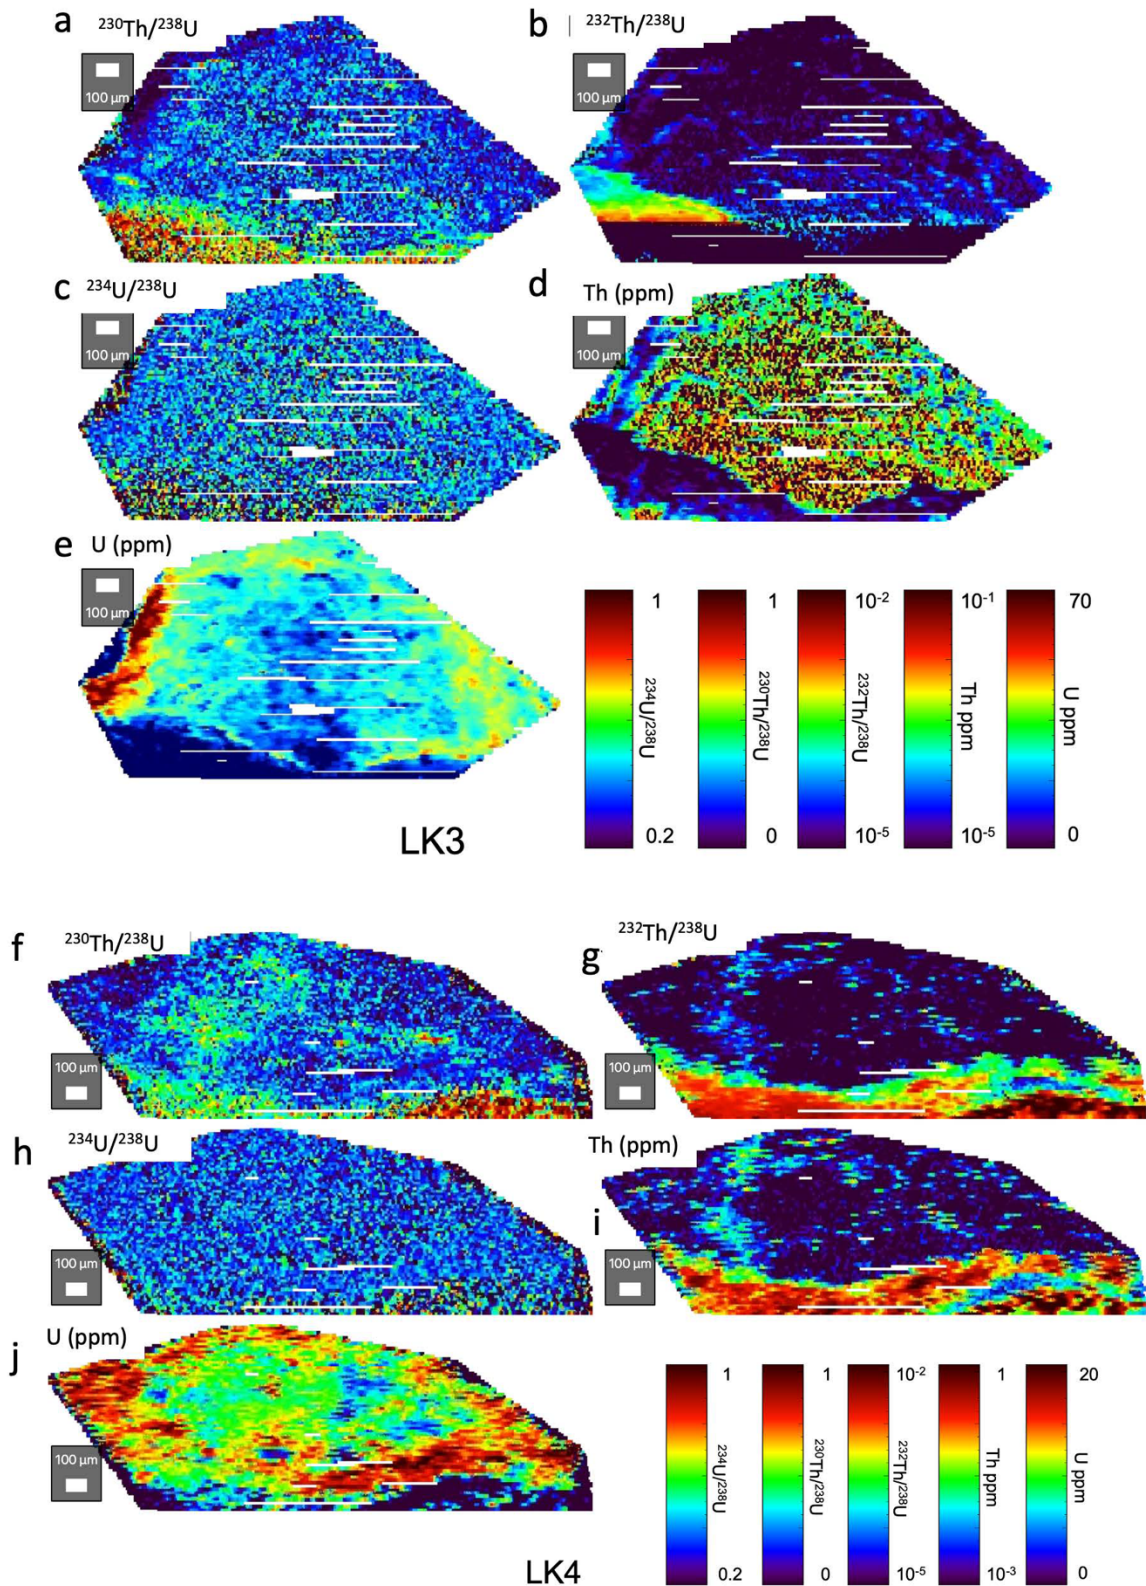 a ²³⁰Th/²³⁸U
b ²³²Th/²³⁸U
100 µm
100 µm
c ²³⁴U/²³⁸U
d Th (ppm)
100 µm
100 µm
e U (ppm)
100 µm
1 1 10⁻² 10⁻¹ 70
²³⁴U/²³⁸U ²³⁰Th/²³⁸U ²³²Th/²³⁸U Th ppm U ppm
0.2 0 10⁻⁵ 10⁻⁵ 0
LK3
f ²³⁰Th/²³⁸U
g ²³²Th/²³⁸U
100 µm
100 µm
h ²³⁴U/²³⁸U
Th (ppm)
i
100 µm
100 µm
j U (ppm)
100 µm
1 1 10⁻² 1 20
²³⁴U/²³⁸U ²³⁰Th/²³⁸U ²³²Th/²³⁸U Th ppm U ppm
0.2 0 10⁻⁵ 10⁻³ 0
LK4